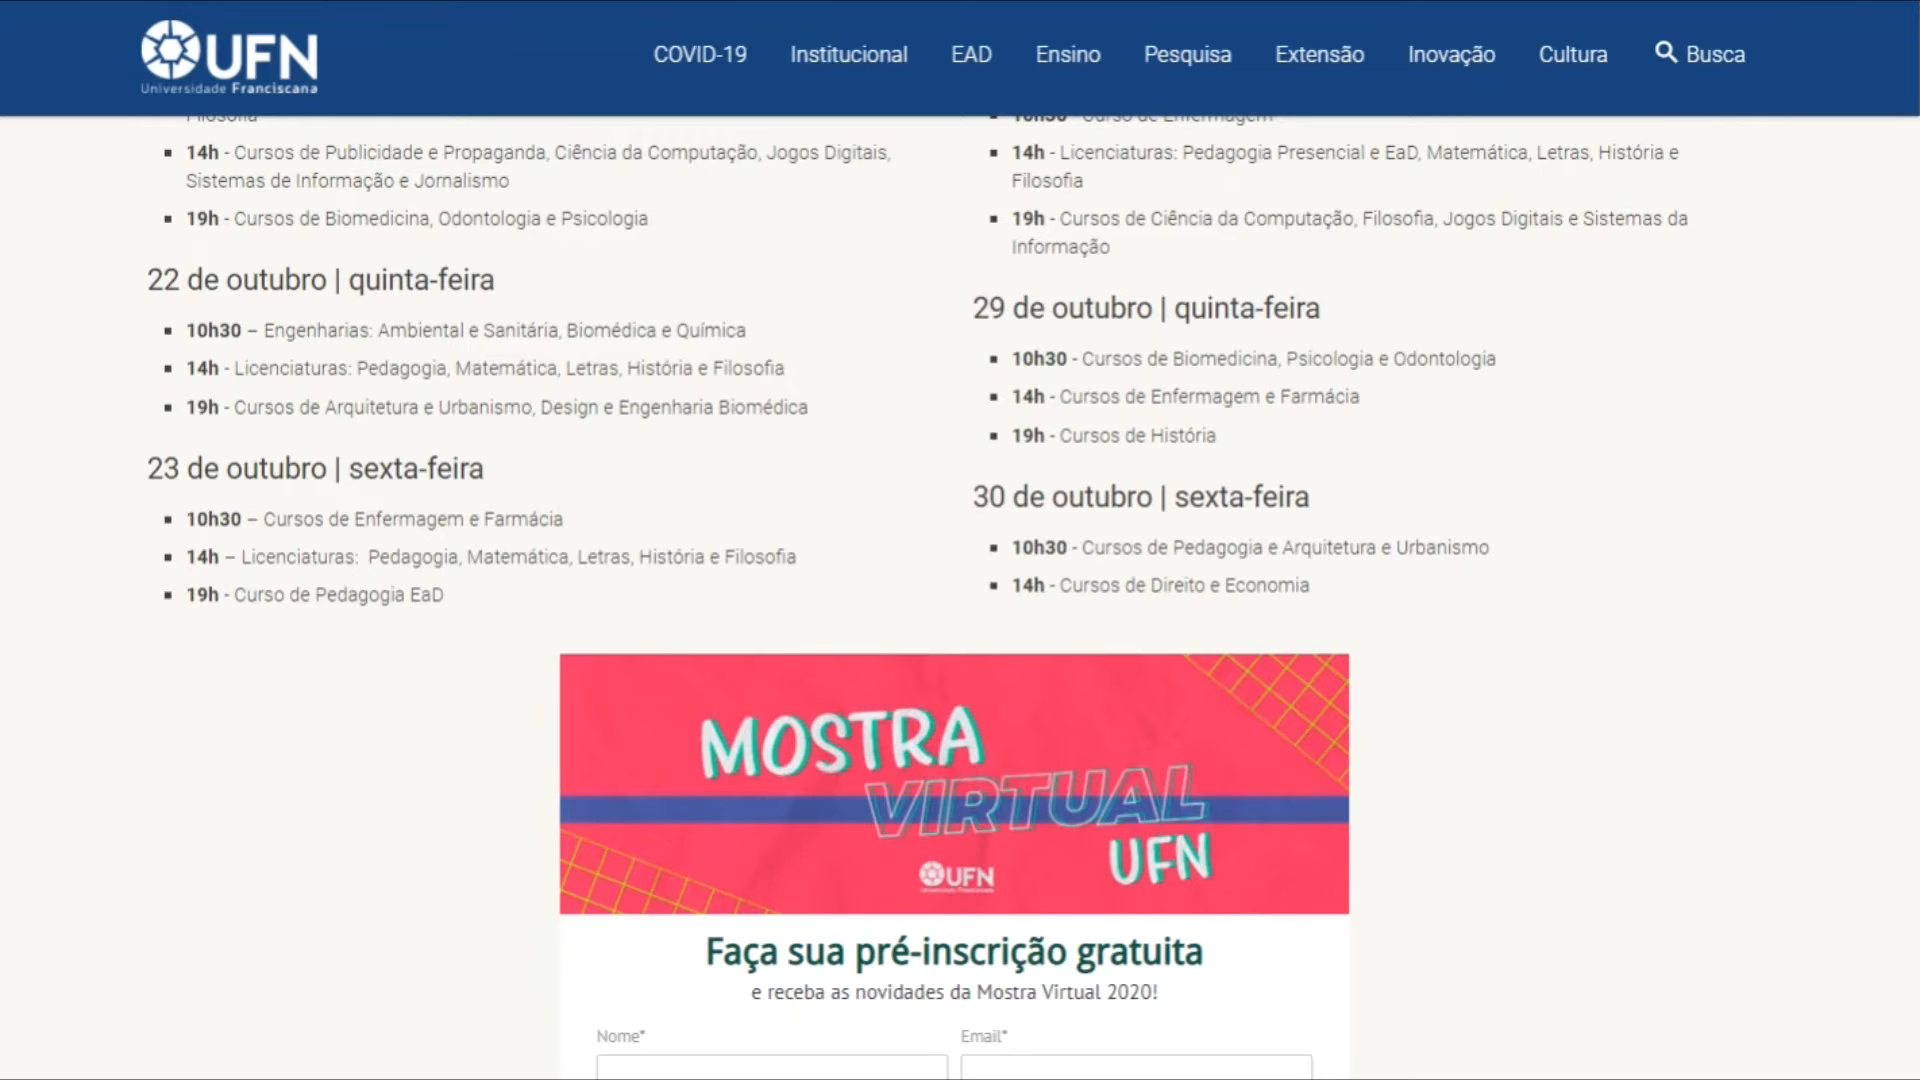 UFN
Universidade Franciscana
COVID-19 Institucional EAD Ensino Pesquisa Extensão Inovação Cultura Busca
Filosofia
14h - Cursos de Publicidade e Propaganda, Ciência da Computação, Jogos Digitais,
Sistemas de Informação e Jornalismo
19h - Cursos de Biomedicina, Odontologia e Psicologia
22 de outubro | quinta-feira
10h30 – Engenharias: Ambiental e Sanitária, Biomédica e Química
14h - Licenciaturas: Pedagogia, Matemática, Letras, História e Filosofia
19h - Cursos de Arquitetura e Urbanismo, Design e Engenharia Biomédica
23 de outubro | sexta-feira
10h30 – Cursos de Enfermagem e Farmácia
14h – Licenciaturas: Pedagogia, Matemática, Letras, História e Filosofia
19h - Curso de Pedagogia EaD
10h30 - Curso de Enfermagem
14h - Licenciaturas: Pedagogia Presencial e EaD, Matemática, Letras, História e
Filosofia
19h - Cursos de Ciência da Computação, Filosofia, Jogos Digitais e Sistemas da
Informação
29 de outubro | quinta-feira
10h30 - Cursos de Biomedicina, Psicologia e Odontologia
14h - Cursos de Enfermagem e Farmácia
19h - Cursos de História
30 de outubro | sexta-feira
10h30 - Cursos de Pedagogia e Arquitetura e Urbanismo
14h - Cursos de Direito e Economia
MOSTRA
VIRTUAL
UFN
UFN
Faça sua pré-inscrição gratuita
e receba as novidades da Mostra Virtual 2020!
Nome* Email*